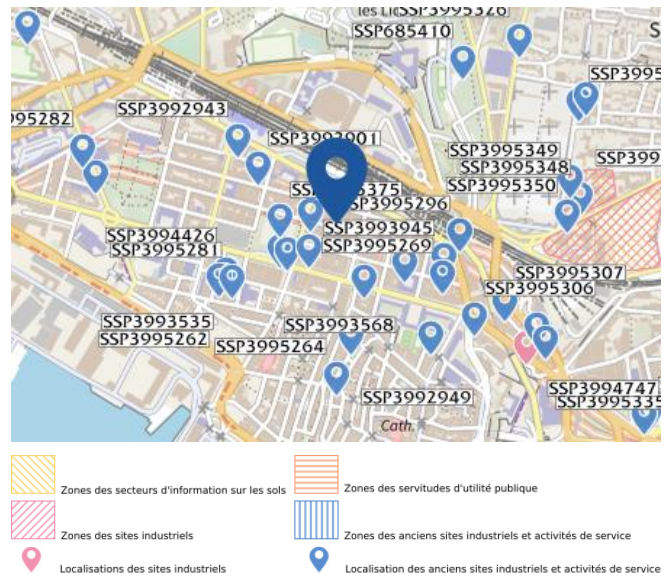 SSP3995326
SSP685410
S
SSP3995
SSP3992943
SSP3993901
SSP3995349
SSP3995348
SSP399
SSP3995350
SSP3995296
SSP3994426
SSP3993945
SSP3995281
SSP3995269
SSP3995307
SSP3995306
SSP3993535
SSP3993568
SSP3995262
SSP3995264
SSP3994747
SSP3992949
SSP3995335
Cath.
Zones des secteurs d'information sur les sols
Zones des servitudes d'utilité publique
Zones des sites industriels
Zones des anciens sites industriels et activités de service
Localisations des sites industriels
Localisation des anciens sites industriels et activités de service